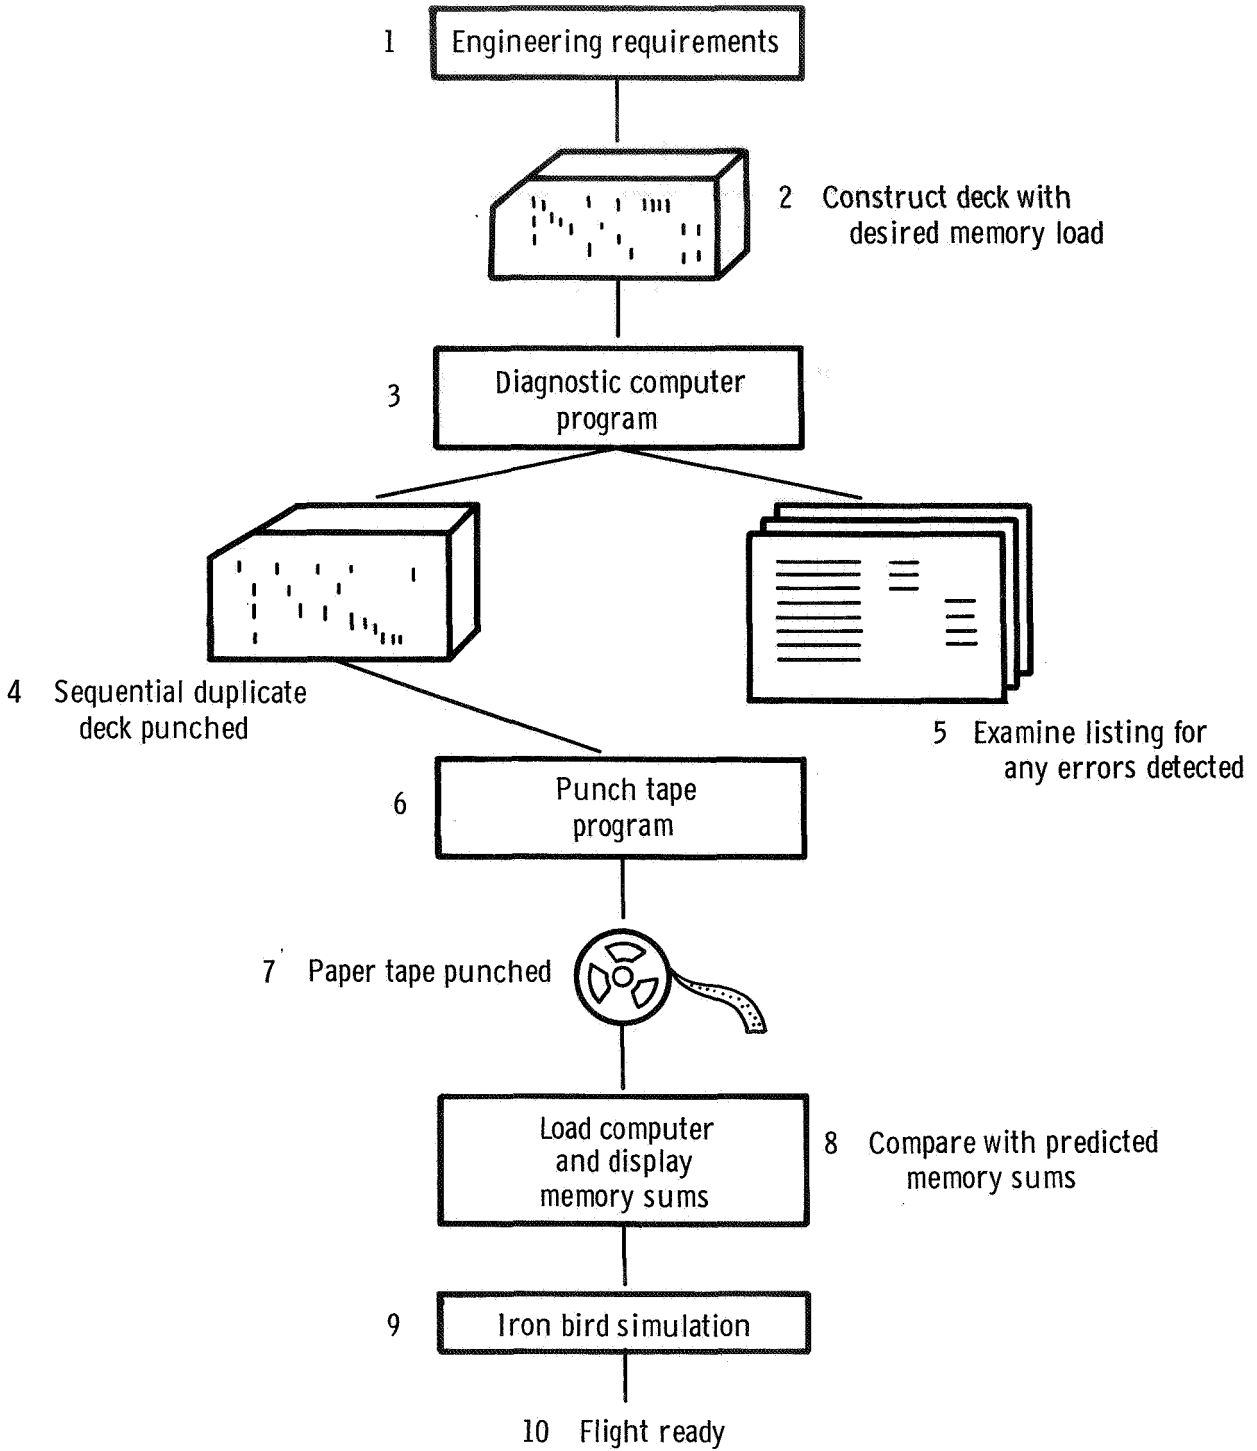 1 Engineering requirements
2 Construct deck with
desired memory load
3 Diagnostic computer
program
4 Sequential duplicate
deck punched
5 Examine listing for
any errors detected
6 Punch tape
program
7 Paper tape punched
Load computer
and display
memory sums
8 Compare with predicted
memory sums
9 Iron bird simulation
10 Flight ready